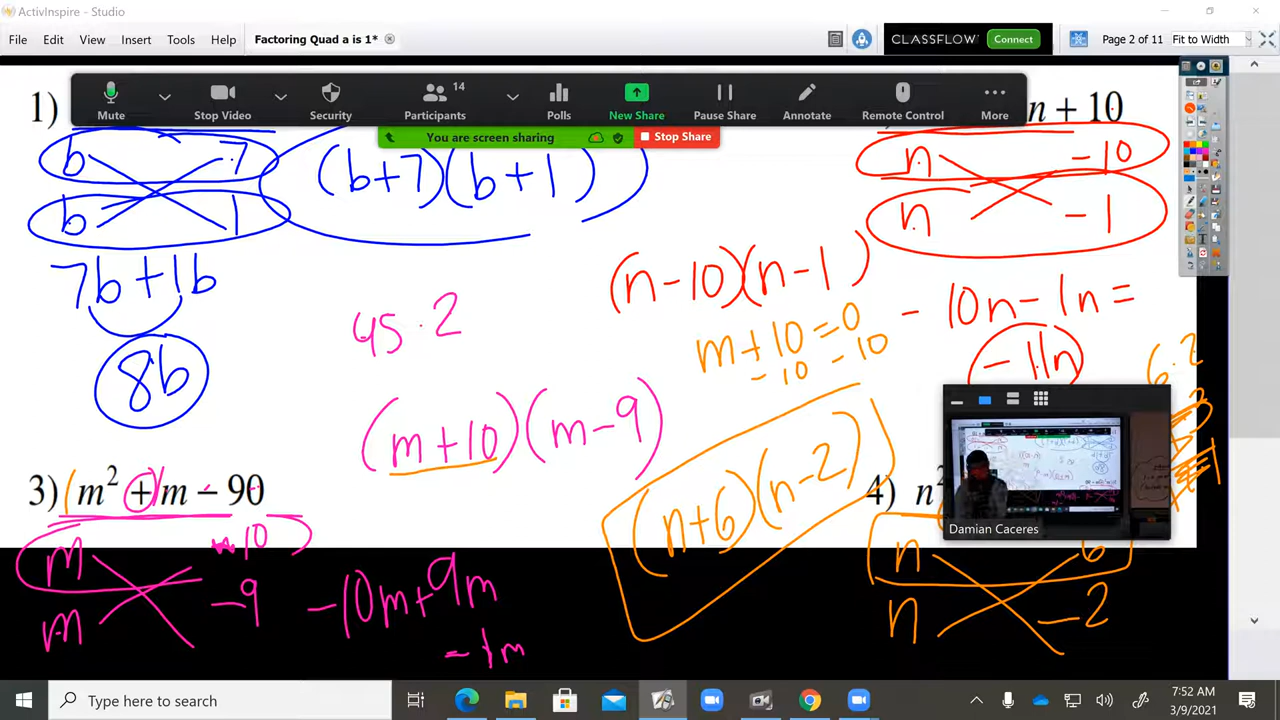 ActivInspire - Studio
File Edit View Insert Tools Help
Factoring Quad a is 1*
CLASSFLOW Connect
Page 2 of 11 Fit to Width
Mute Stop Video Security Participants 14 Polls New Share Pause Share Annotate Remote Control More
You are screen sharing Stop Share
1)
n + 10
b 7
b 1
(b+7)(b+1)
7b+1b
8b
n -10
n -1
(n-10)(n-1)
-10n-1n=
-11n
45·2
m+10=0
-10 -10
6·2
(m+10)(m-9)
3) m² + m - 90
m 10
m -9
-10m+9m
-1m
(n+6)(n-2)
4) n²
n 6
n -2
Damian Caceres
Type here to search
7:52 AM
3/9/2021